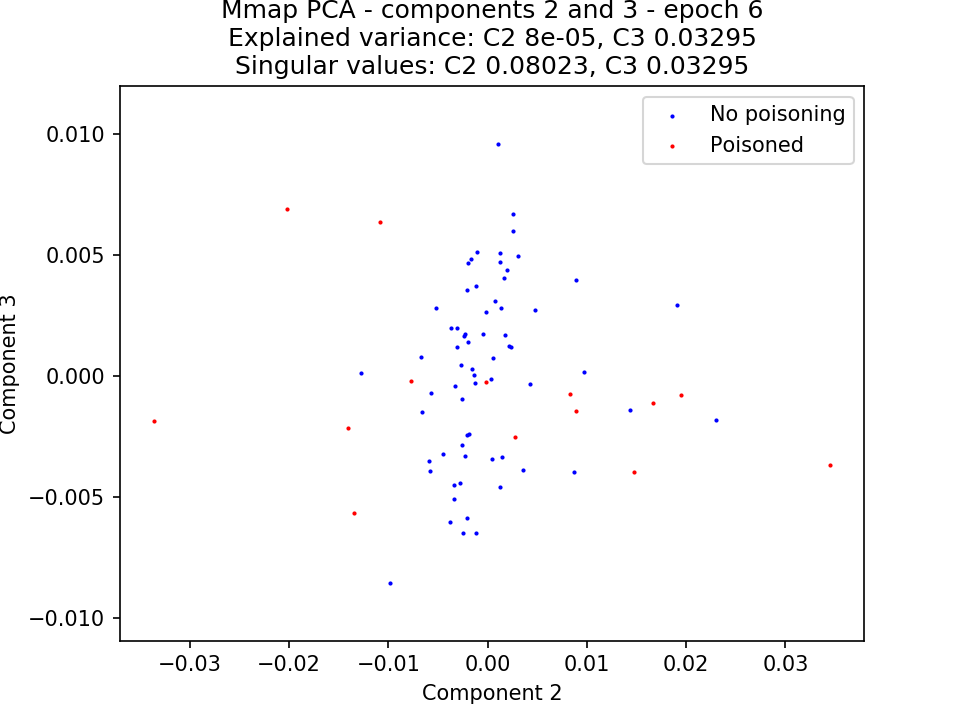 Mmap PCA - components 2 and 3 - epoch 6
Explained variance: C2 8e-05, C3 0.03295
Singular values: C2 0.08023, C3 0.03295
No poisoning
Poisoned
0.010
0.005
0.000
−0.005
−0.010
Component 3
−0.03
−0.02
−0.01
0.00
0.01
0.02
0.03
Component 2